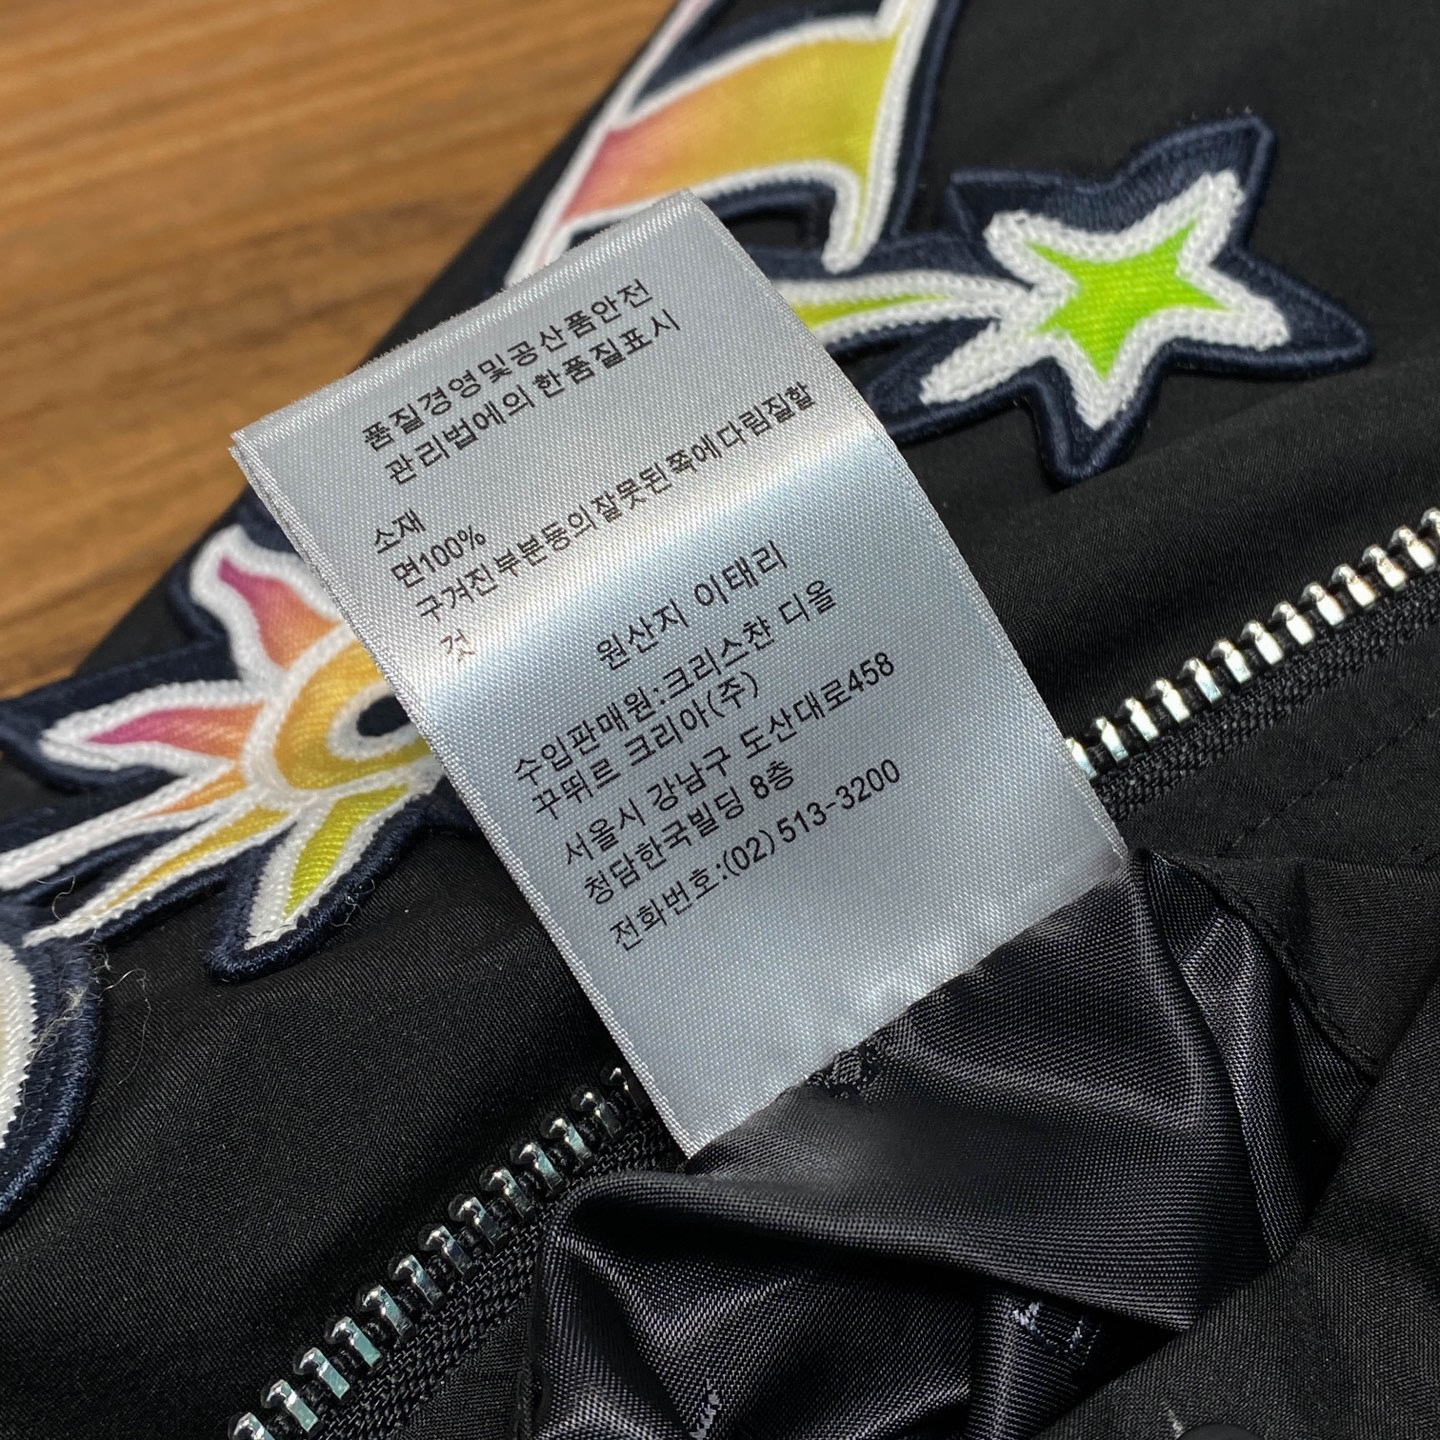 품질경영및공산품안전
관리법에의한품질표시
소재
면100%
구겨진부분동의잘못된쪽에다림질할
것
원산지 이태리
수입판매원:크리스챤 디올
꾸뛰르 코리아(주)
서울시 강남구 도산대로458
청담한국빌딩 8층
전화번호:(02)513-3200